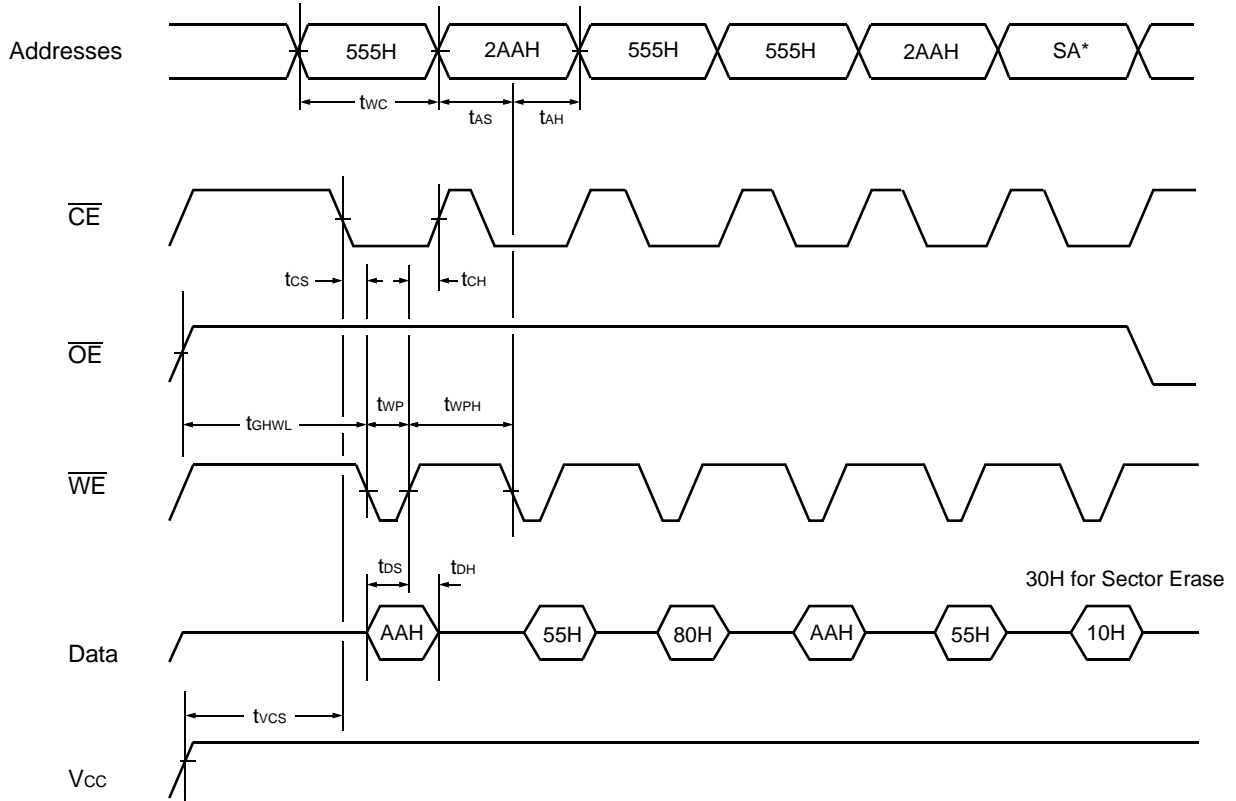 Addresses 555H 2AAH 555H 555H 2AAH SA*
tWC tAS tAH
CE
tCS tCH
OE
tGHWL tWP tWPH
WE
tDS tDH
30H for Sector Erase
Data AAH 55H 80H AAH 55H 10H
tVCS
VCC